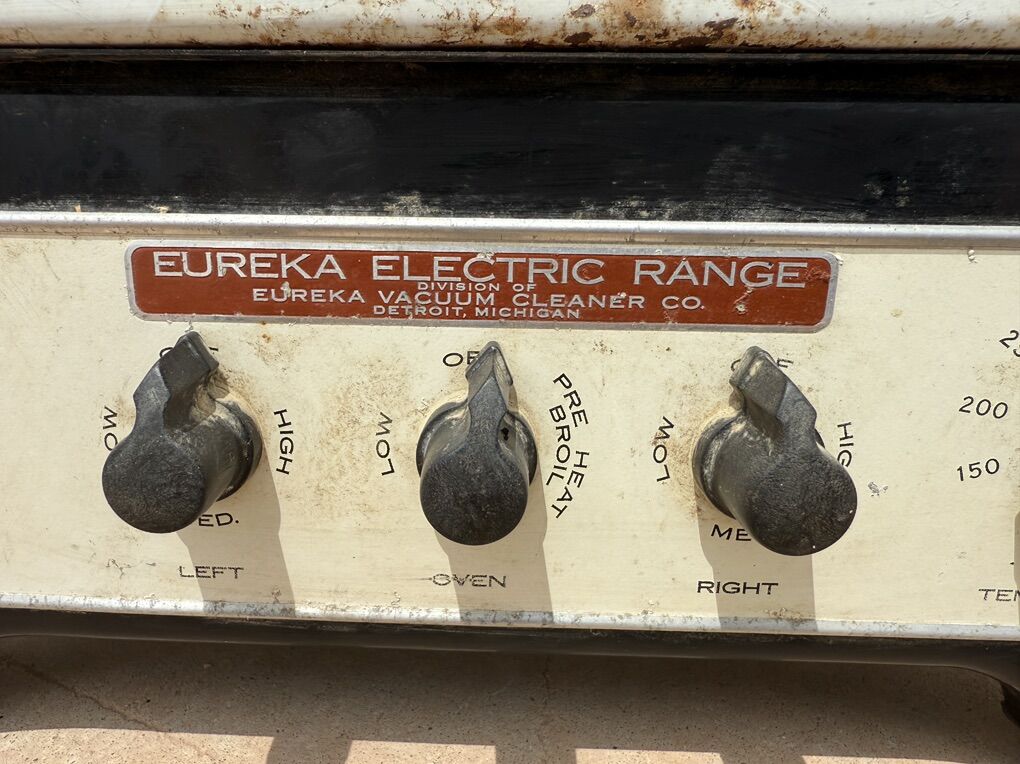 EUREKA ELECTRIC RANGE
DIVISION OF
EUREKA VACUUM CLEANER CO.
DETROIT, MICHIGAN
LOW
HIGH
LEFT
LOW
PRE HEAT
BROIL
OVEN
LOW
RIGHT
200
150